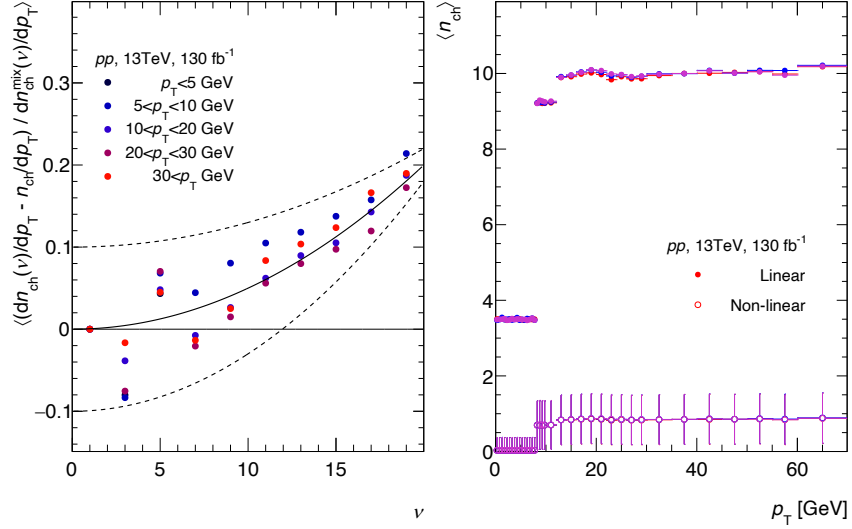 ⟨(dn_ch(ν)/dp_T - n_ch/dp_T) / dn_ch^mix(ν)/dp_T⟩
0.3
0.2
0.1
0
−0.1
pp, 13TeV, 130 fb⁻¹
p_T<5 GeV
5<p_T<10 GeV
10<p_T<20 GeV
20<p_T<30 GeV
30<p_T GeV
0 5 10 15
ν
⟨n_ch⟩
10
8
6
4
2
0
pp, 13TeV, 130 fb⁻¹
Linear
Non-linear
0 20 40 60
p_T [GeV]